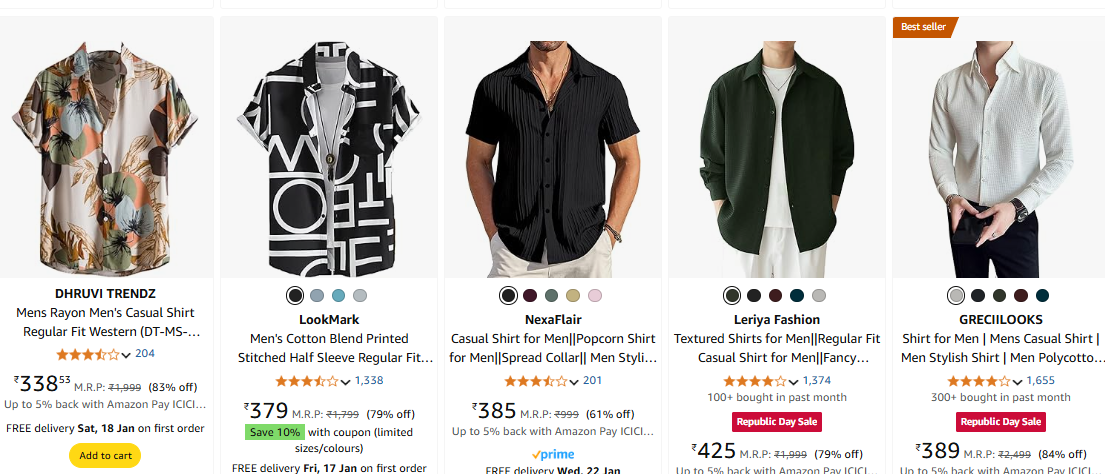 Best seller
DHRUVI TRENDZ
Mens Rayon Men's Casual Shirt
Regular Fit Western (DT-MS-...
204
₹338 53 M.R.P: ₹1,999 (83% off)
Up to 5% back with Amazon Pay ICICI...
FREE delivery Sat, 18 Jan on first order
Add to cart
LookMark
Men's Cotton Blend Printed
Stitched Half Sleeve Regular Fit...
1,338
₹379 M.R.P: ₹1,799 (79% off)
Save 10% with coupon (limited
sizes/colours)
FREE delivery Fri, 17 Jan on first order
NexaFlair
Casual Shirt for Men||Popcorn Shirt
for Men||Spread Collar|| Men Styli...
201
₹385 M.R.P: ₹999 (61% off)
Up to 5% back with Amazon Pay ICICI...
prime
FREE delivery Wed, 22 Jan
Leriya Fashion
Textured Shirts for Men||Regular Fit
Casual Shirt for Men||Fancy...
1,374
100+ bought in past month
Republic Day Sale
₹425 M.R.P: ₹1,999 (79% off)
Up to 5% back with Amazon Pay ICICI...
GRECIILOOKS
Shirt for Men | Mens Casual Shirt |
Men Stylish Shirt | Men Polycotto...
1,655
300+ bought in past month
Republic Day Sale
₹389 M.R.P: ₹2,499 (84% off)
Up to 5% back with Amazon Pay ICICI...